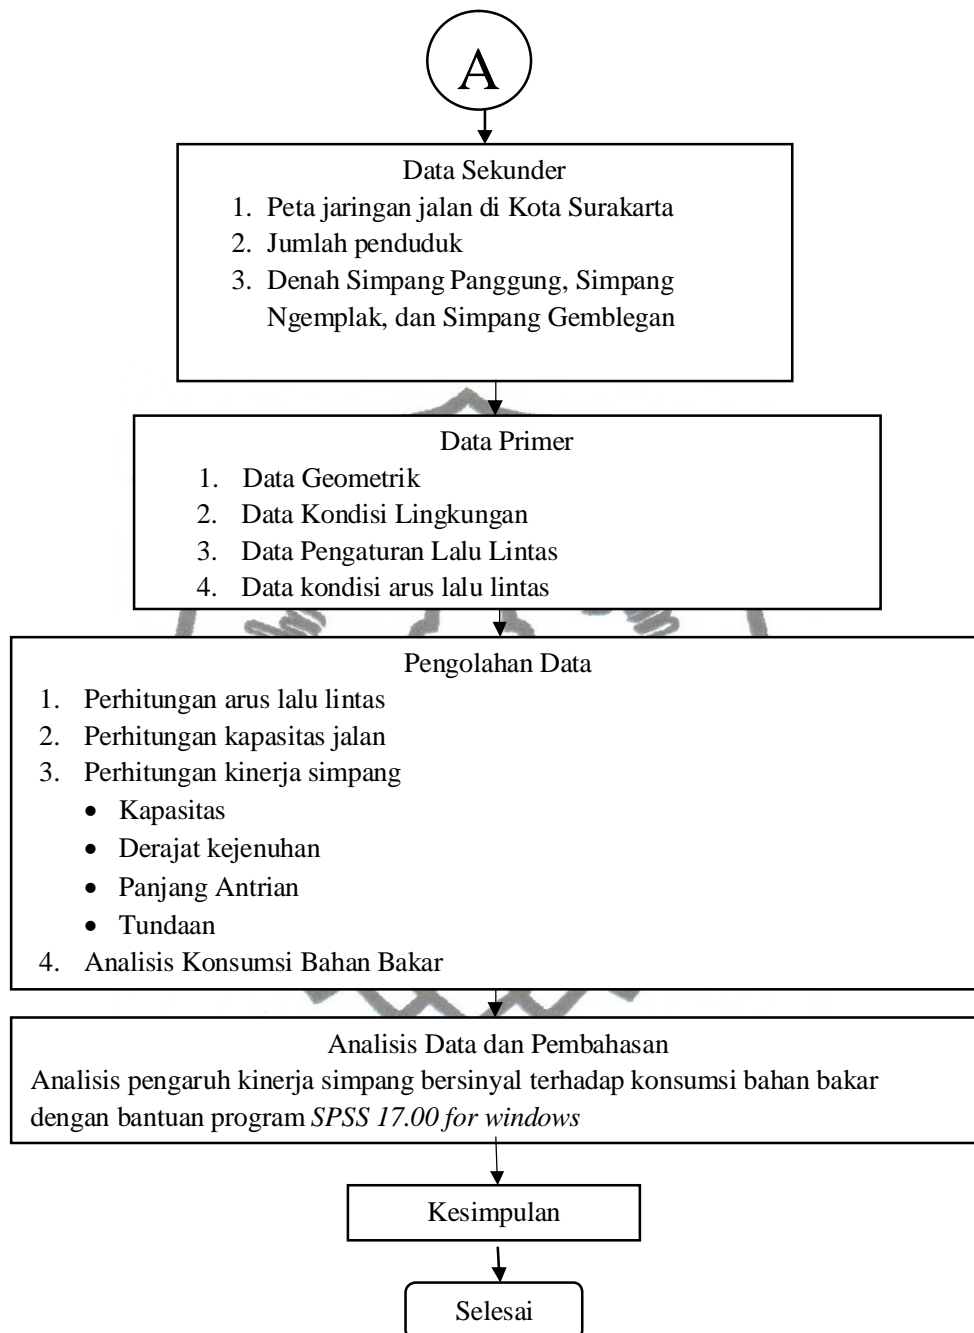 A
Data Sekunder
1. Peta jaringan jalan di Kota Surakarta
2. Jumlah penduduk
3. Denah Simpang Panggung, Simpang
Ngemplak, dan Simpang Gemblegan
Data Primer
1. Data Geometrik
2. Data Kondisi Lingkungan
3. Data Pengaturan Lalu Lintas
4. Data kondisi arus lalu lintas
Pengolahan Data
1. Perhitungan arus lalu lintas
2. Perhitungan kapasitas jalan
3. Perhitungan kinerja simpang
• Kapasitas
• Derajat kejenuhan
• Panjang Antrian
• Tundaan
4. Analisis Konsumsi Bahan Bakar
Analisis Data dan Pembahasan
Analisis pengaruh kinerja simpang bersinyal terhadap konsumsi bahan bakar
dengan bantuan program SPSS 17.00 for windows
Kesimpulan
Selesai